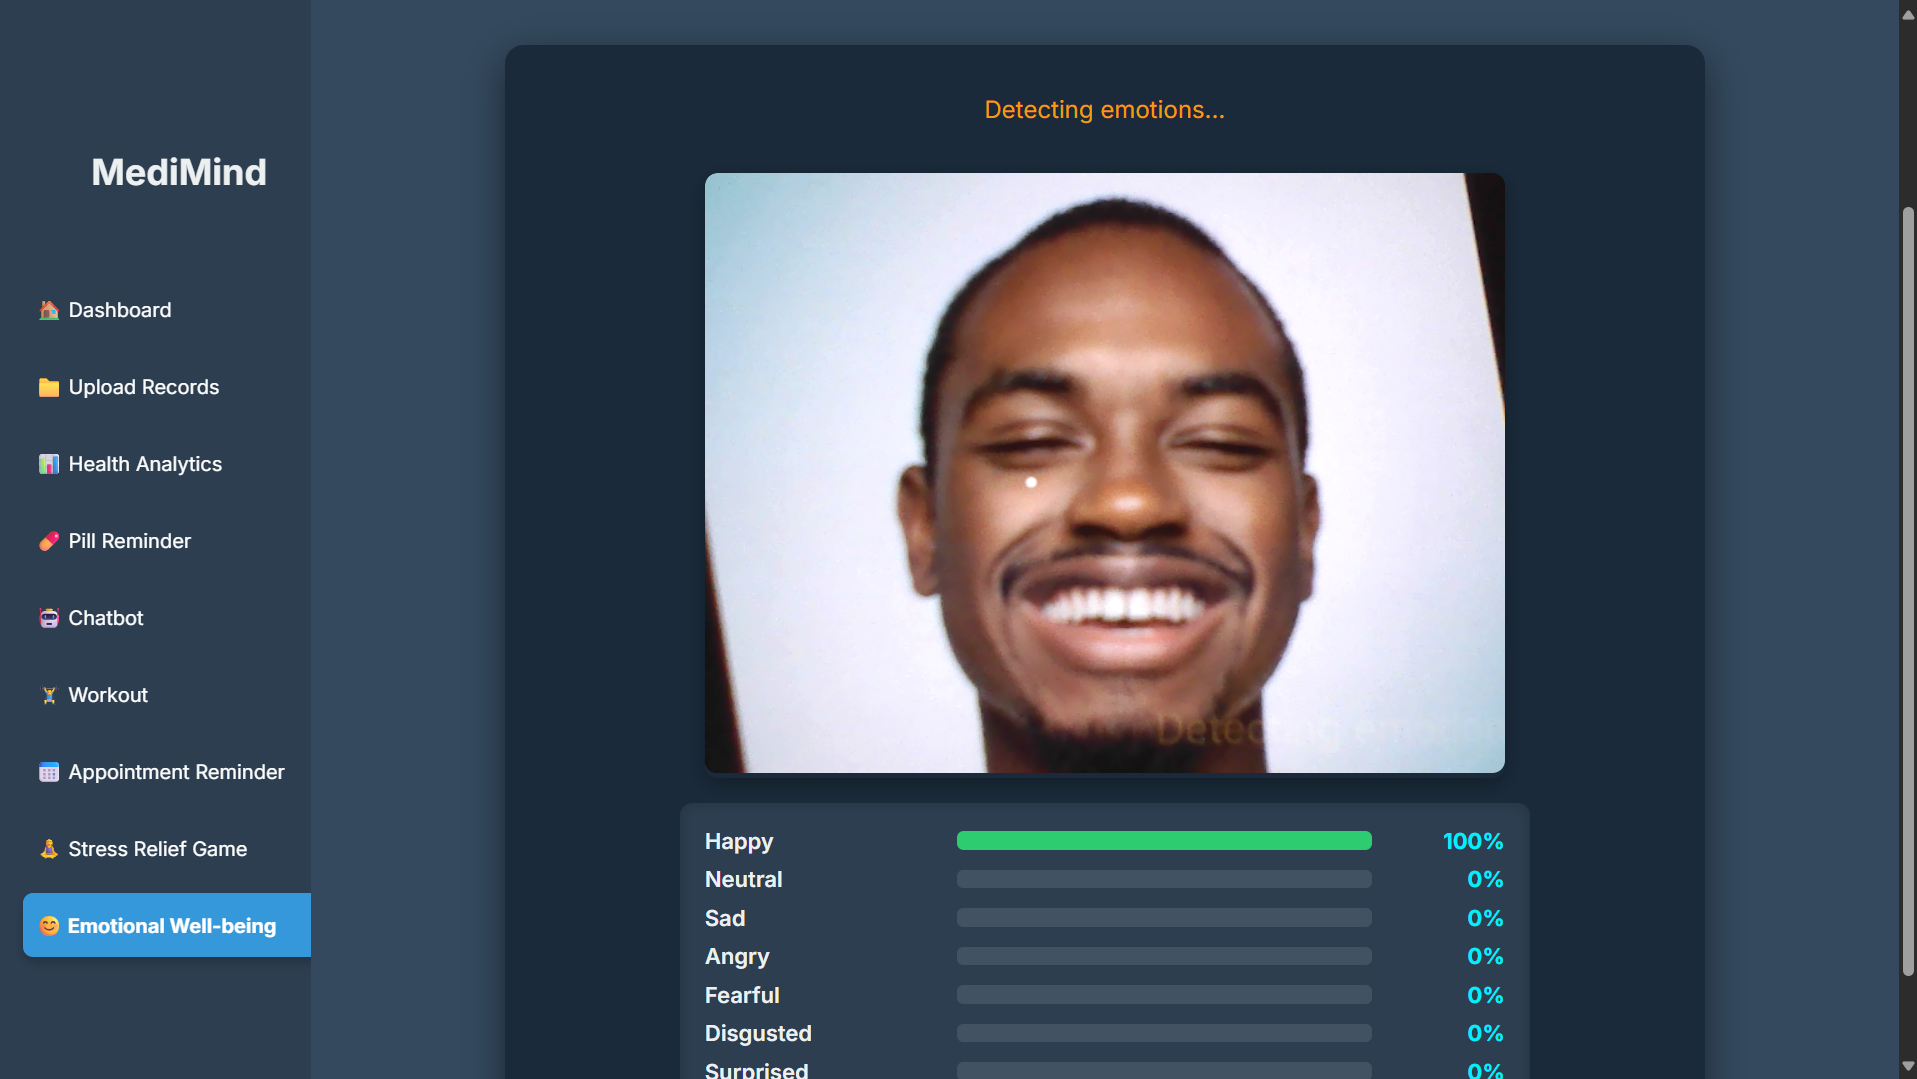 MediMind
Dashboard
Upload Records
Health Analytics
Pill Reminder
Chatbot
Workout
Appointment Reminder
Stress Relief Game
Emotional Well-being
Detecting emotions...
Detecting emotions
Happy 100%
Neutral 0%
Sad 0%
Angry 0%
Fearful 0%
Disgusted 0%
Surprised 0%